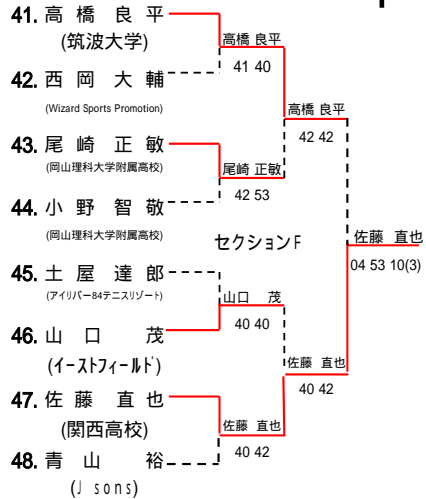 41. 高 橋 良 平
(筑波大学)
高橋 良平
41 40
42. 西 岡 大 輔
(Wizard Sports Promotion)
高橋 良平
42 42
43. 尾 崎 正 敏
(岡山理科大学附属高校)
尾崎 正敏
42 53
44. 小 野 智 敬
(岡山理科大学附属高校)
セクションF
佐藤 直也
04 53 10(3)
45. 土 屋 達 郎
(アイリバー84テニスリゾート)
山口 茂
40 40
46. 山 口 茂
(イーストフィールド)
佐藤 直也
40 42
47. 佐 藤 直 也
(関西高校)
佐藤 直也
40 42
48. 青 山 裕
(J sons)